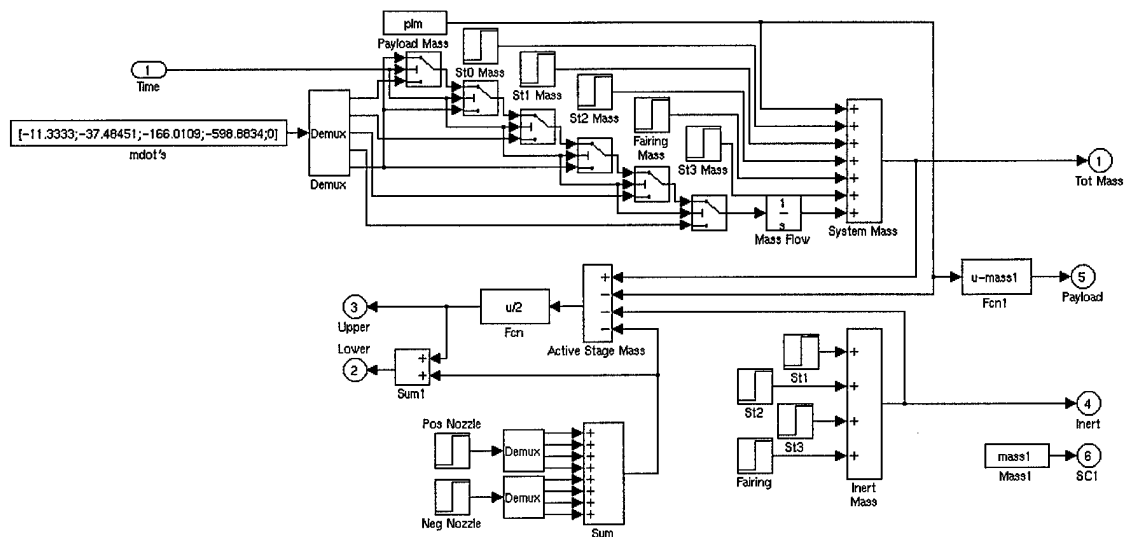 plm
Payload Mass
1
Time
St0 Mass
St1 Mass
St2 Mass
Fairing
Mass
St3 Mass
[-11.3333;-37.48451;-166.0109;-598.8834;0]
mdot's
Demux
Demux
+
+
+
+
+
+
+
System Mass
1
s
Mass Flow
1
Tot Mass
u-mass1
Fcn1
5
Payload
+
−
−
−
Active Stage Mass
u/2
Fcn
3
Upper
Lower
2
+
+
Sum1
St1
St2
St3
Fairing
+
+
+
+
Inert
Mass
4
Inert
mass1
Mass1
6
SC1
Pos Nozzle
Demux
Neg Nozzle
Demux
+
+
+
+
+
+
+
+
Sum